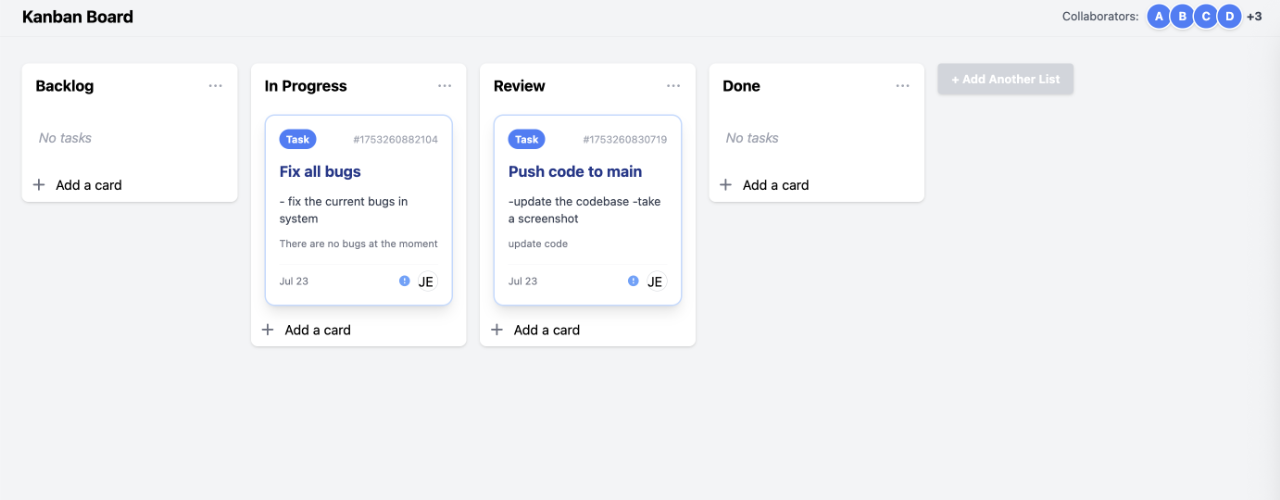 Kanban Board
Collaborators: A B C D +3
Backlog ...
No tasks
+ Add a card
In Progress ...
Task #1753260882104
Fix all bugs
- fix the current bugs in
system
There are no bugs at the moment
Jul 23 ! JE
+ Add a card
Review ...
Task #1753260830719
Push code to main
-update the codebase -take
a screenshot
update code
Jul 23 ! JE
+ Add a card
Done ...
No tasks
+ Add a card
+ Add Another List